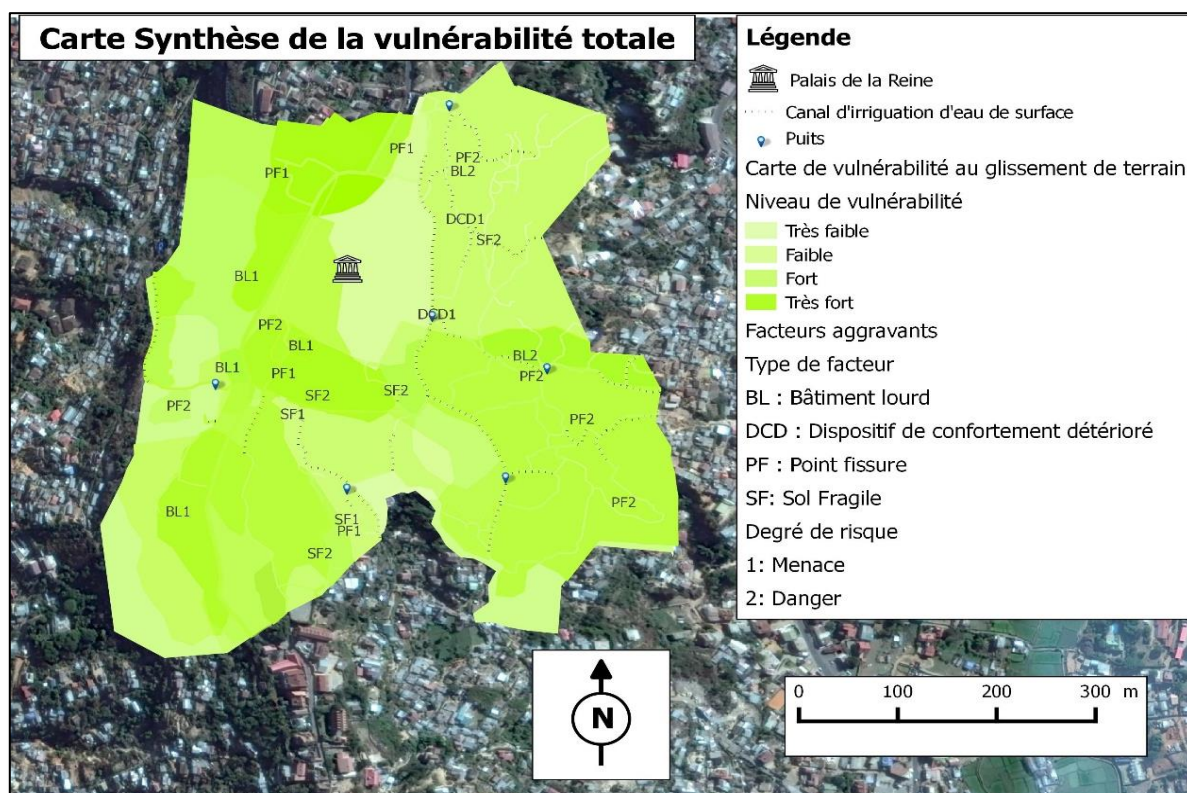 Carte Synthèse de la vulnérabilité totale
Légende
Palais de la Reine
Canal d'irriguation d'eau de surface
Puits
Carte de vulnérabilité au glissement de terrain
Niveau de vulnérabilité
Très faible
Faible
Fort
Très fort
Facteurs aggravants
Type de facteur
BL : Bâtiment lourd
DCD : Dispositif de confortement détérioré
PF : Point fissure
SF: Sol Fragile
Degré de risque
1: Menace
2: Danger
PF1
PF2
PF1
BL2
DCD1
SF2
BL1
DCD1
PF2
BL1
BL2
BL1
PF1
PF2
SF2
SF2
PF2
SF1
PF2
PF2
BL1
SF1
PF1
SF2
N
0 100 200 300 m